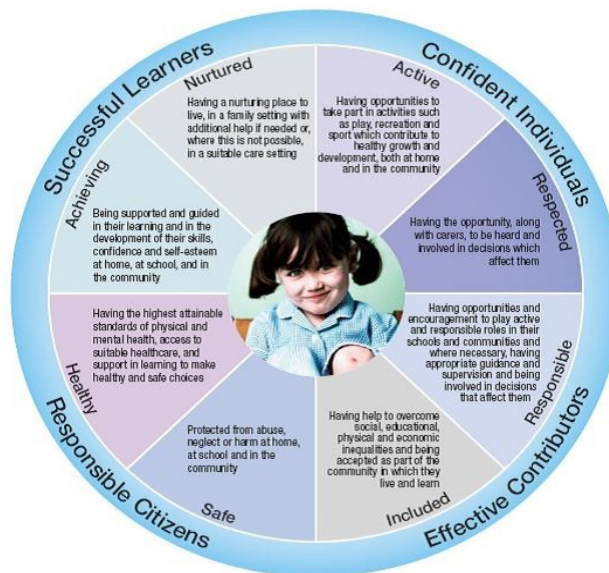 Successful Learners
Confident Individuals
Nurtured
Having a nurturing place to
live, in a family setting with
additional help if needed or,
where this is not possible,
in a suitable care setting
Active
Having opportunities to
take part in activities such
as play, recreation and
sport which contribute to
healthy growth and
development, both at home
and in the community
Achieving
Being supported and guided
in their learning and in the
development of their skills,
confidence and self-esteem
at home, at school, and in
the community
Respected
Having the opportunity, along
with carers, to be heard and
involved in decisions which
affect them
Healthy
Having the highest attainable
standards of physical and
mental health, access to
suitable healthcare, and
support in learning to make
healthy and safe choices
Responsible
Having opportunities and
encouragement to play active
and responsible roles in their
schools and communities and
where necessary, having
appropriate guidance and
supervision and being
involved in decisions
that affect them
Protected from abuse,
neglect or harm at home,
at school and in the
community
Safe
Having help to overcome
social, educational,
physical and economic
inequalities and being
accepted as part of the
community in which they
live and learn
Included
Responsible Citizens
Effective Contributors